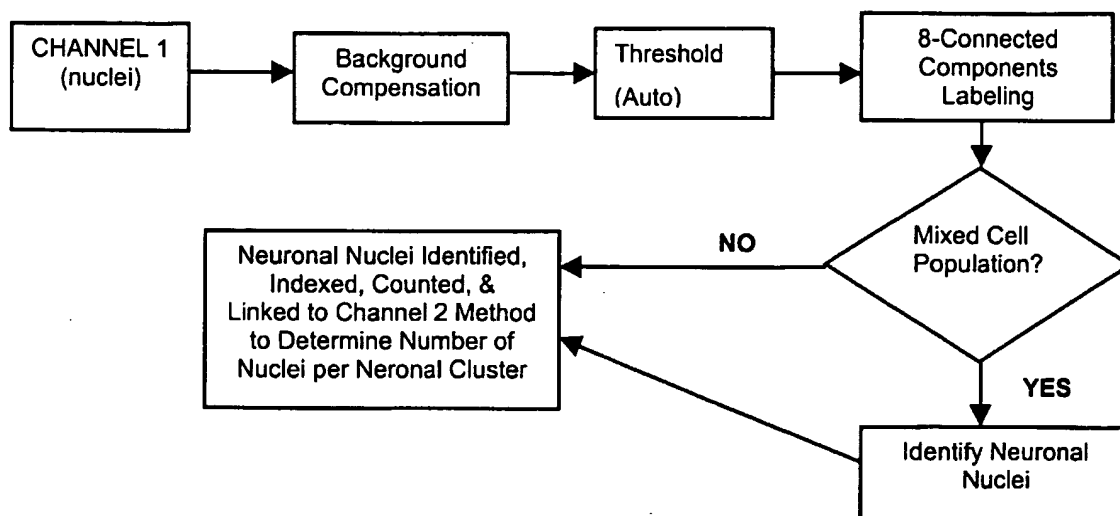 CHANNEL 1
(nuclei)
Background
Compensation
Threshold
(Auto)
8-Connected
Components
Labeling
Mixed Cell
Population?
NO
YES
Neuronal Nuclei Identified,
Indexed, Counted, &
Linked to Channel 2 Method
to Determine Number of
Nuclei per Neronal Cluster
Identify Neuronal
Nuclei